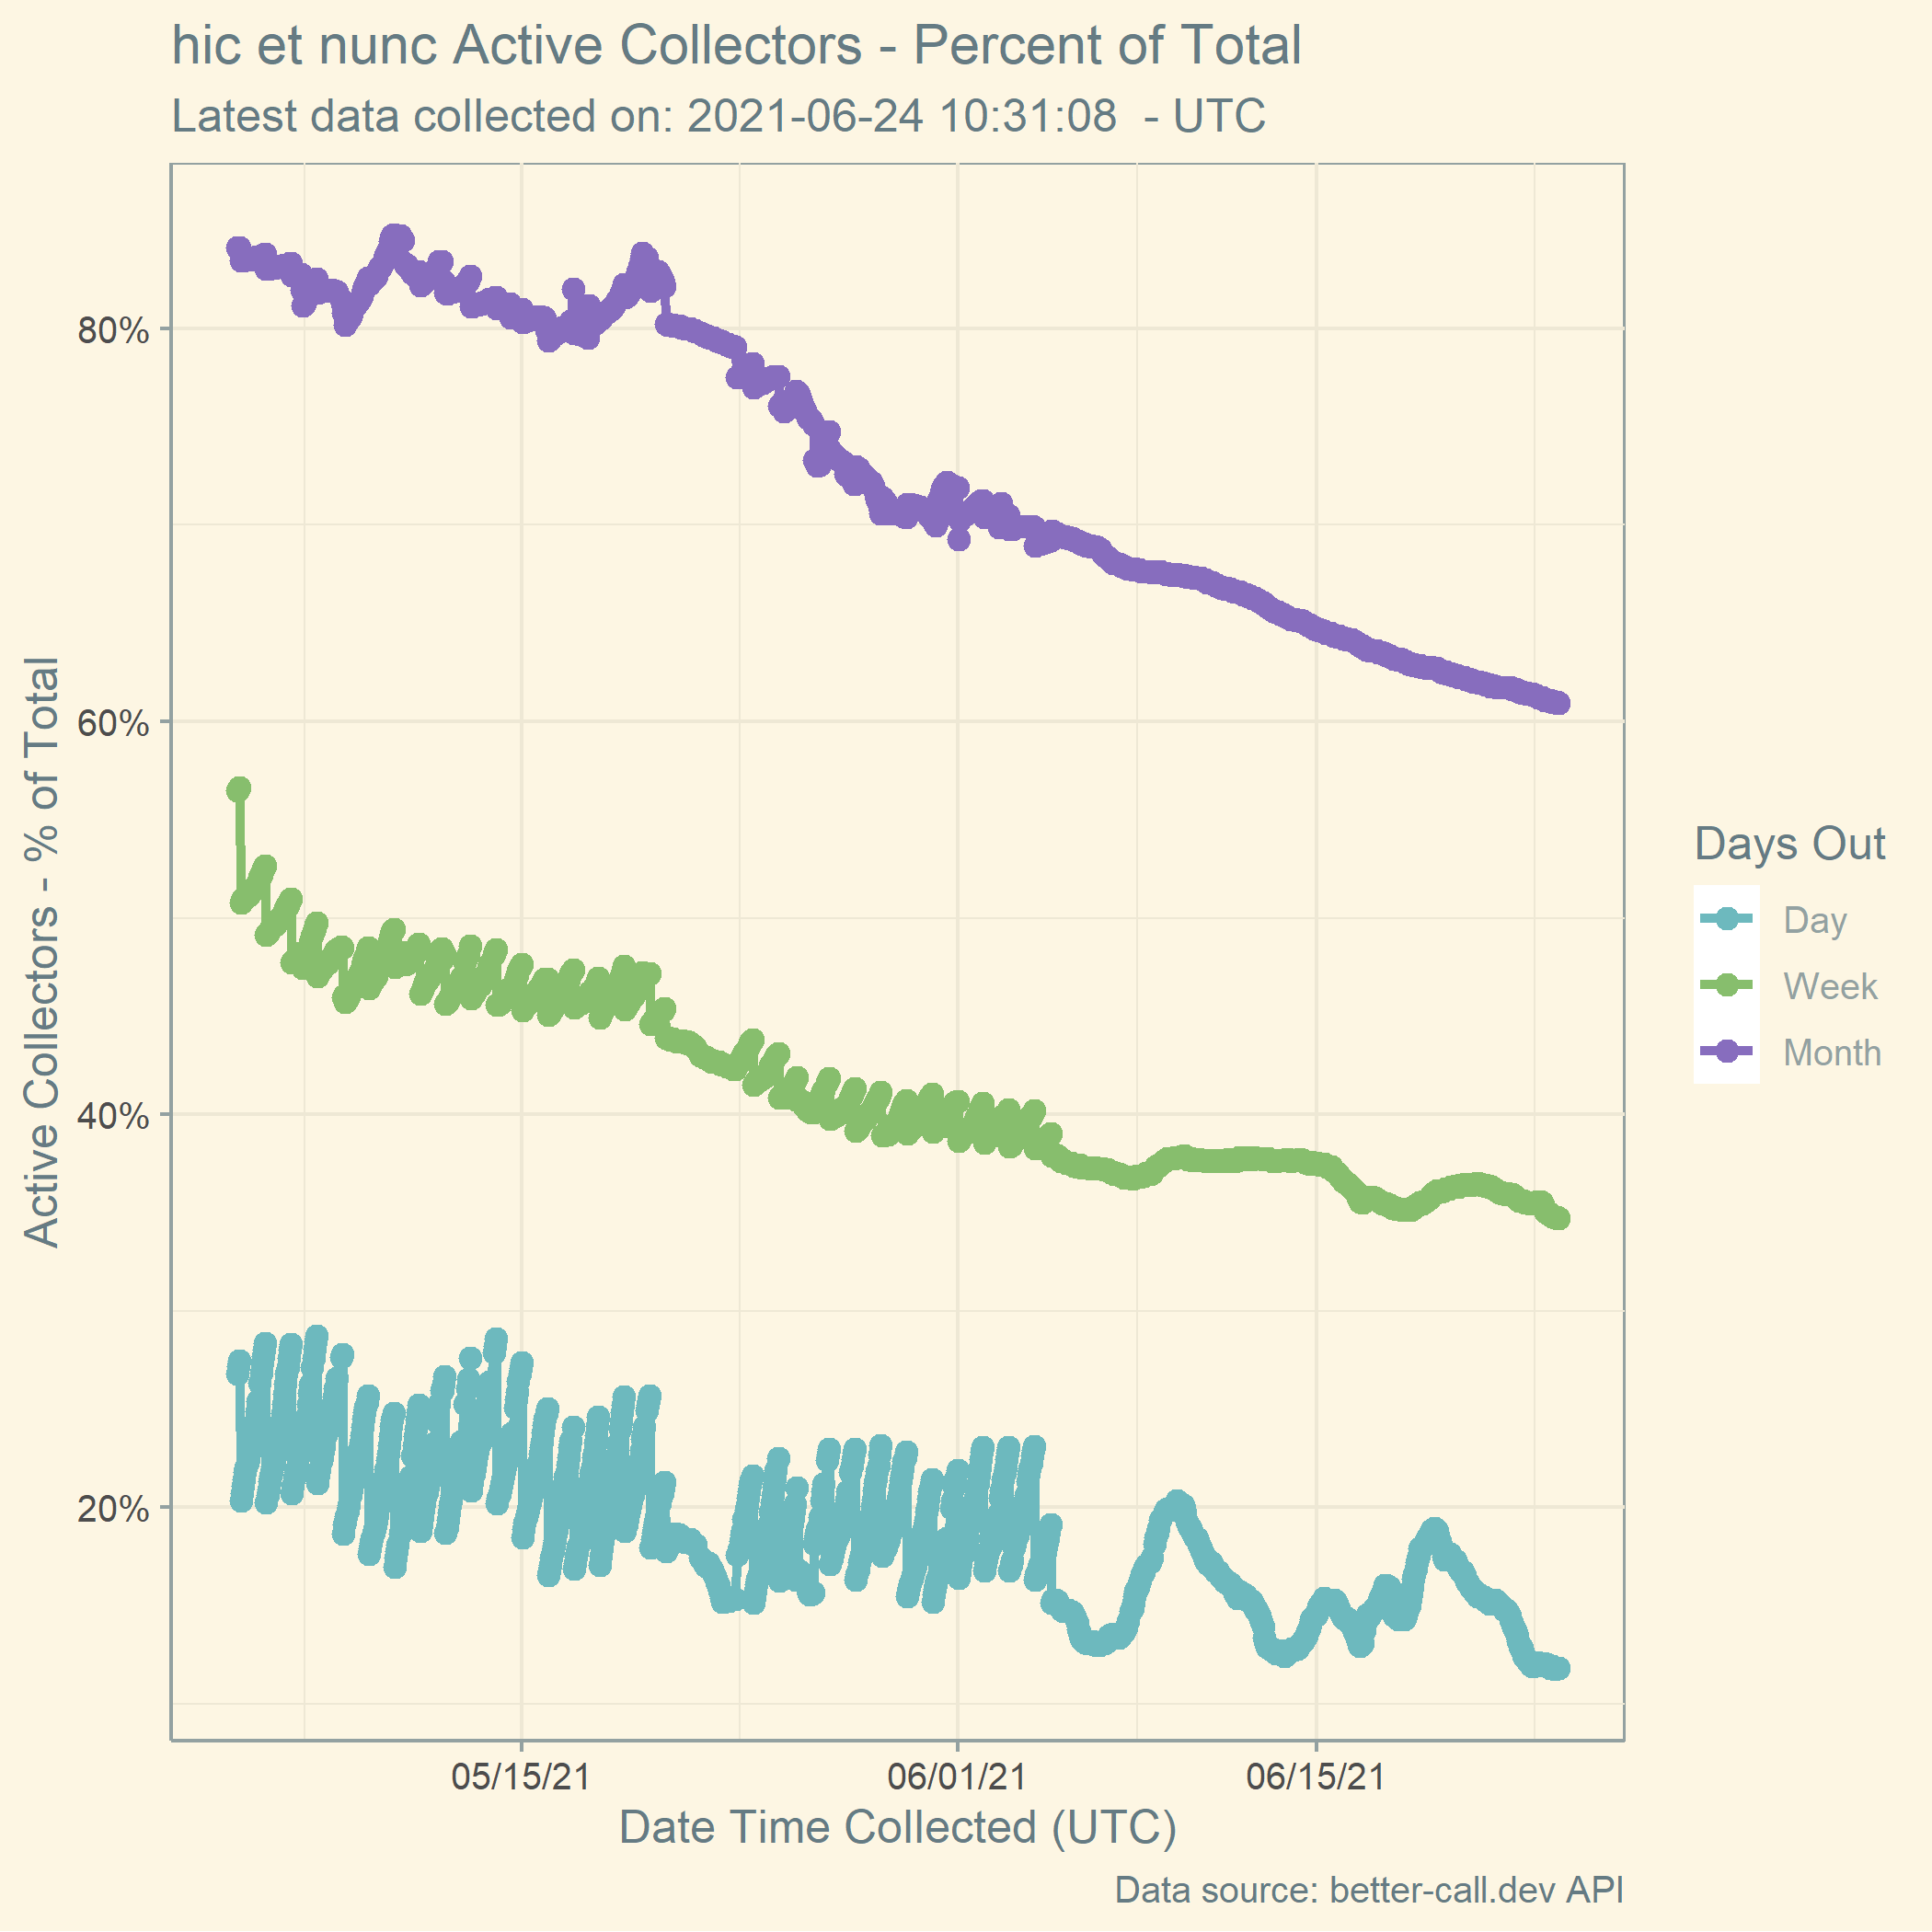 hic et nunc Active Collectors - Percent of Total
Latest data collected on: 2021-06-24 10:31:08  - UTC
Active Collectors - % of Total
80%
60%
40%
20%
05/15/21
06/01/21
06/15/21
Date Time Collected (UTC)
Days Out
Day
Week
Month
Data source: better-call.dev API